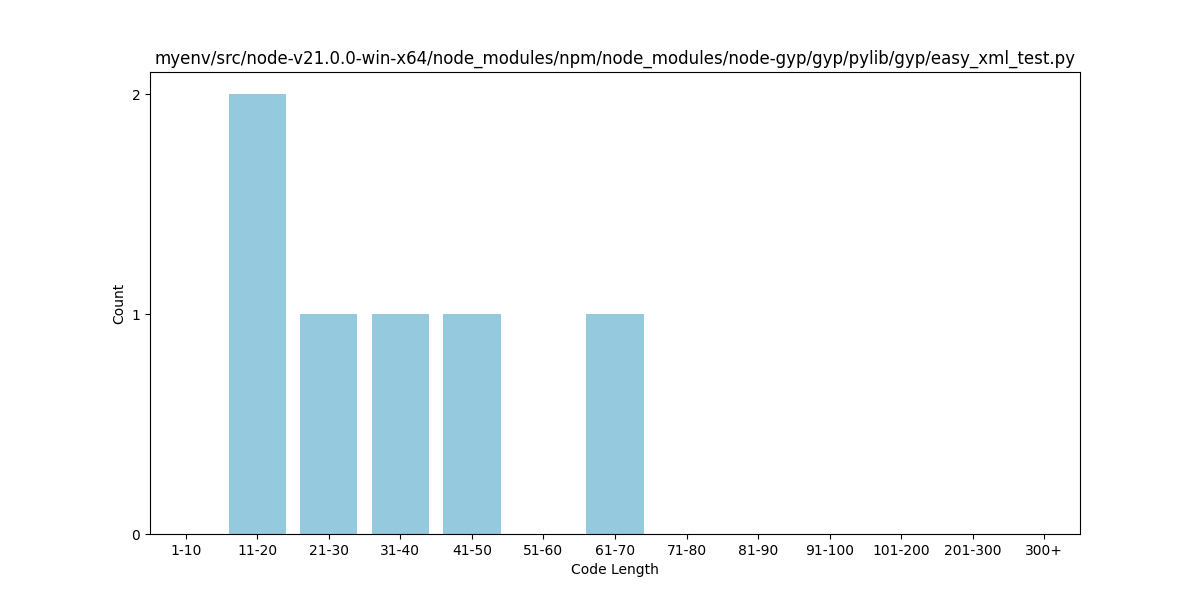 myenv/src/node-v21.0.0-win-x64/node_modules/npm/node_modules/node-gyp/gyp/pylib/gyp/easy_xml_test.py
2
1
0
Count
1-10 11-20 21-30 31-40 41-50 51-60 61-70 71-80 81-90 91-100 101-200 201-300 300+
Code Length